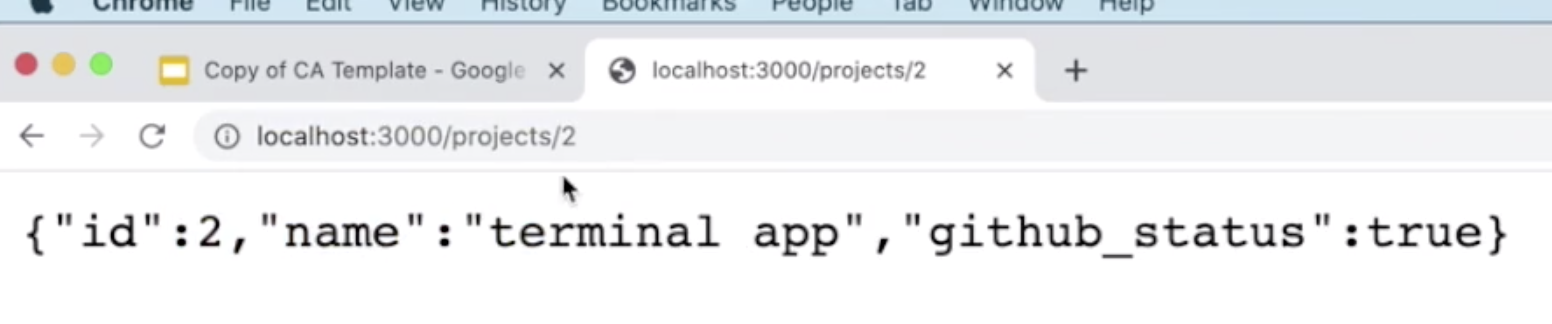 Chrome File Edit View History Bookmarks People Tab Window Help
Copy of CA Template - Google
localhost:3000/projects/2
localhost:3000/projects/2
{"id":2,"name":"terminal app","github_status":true}